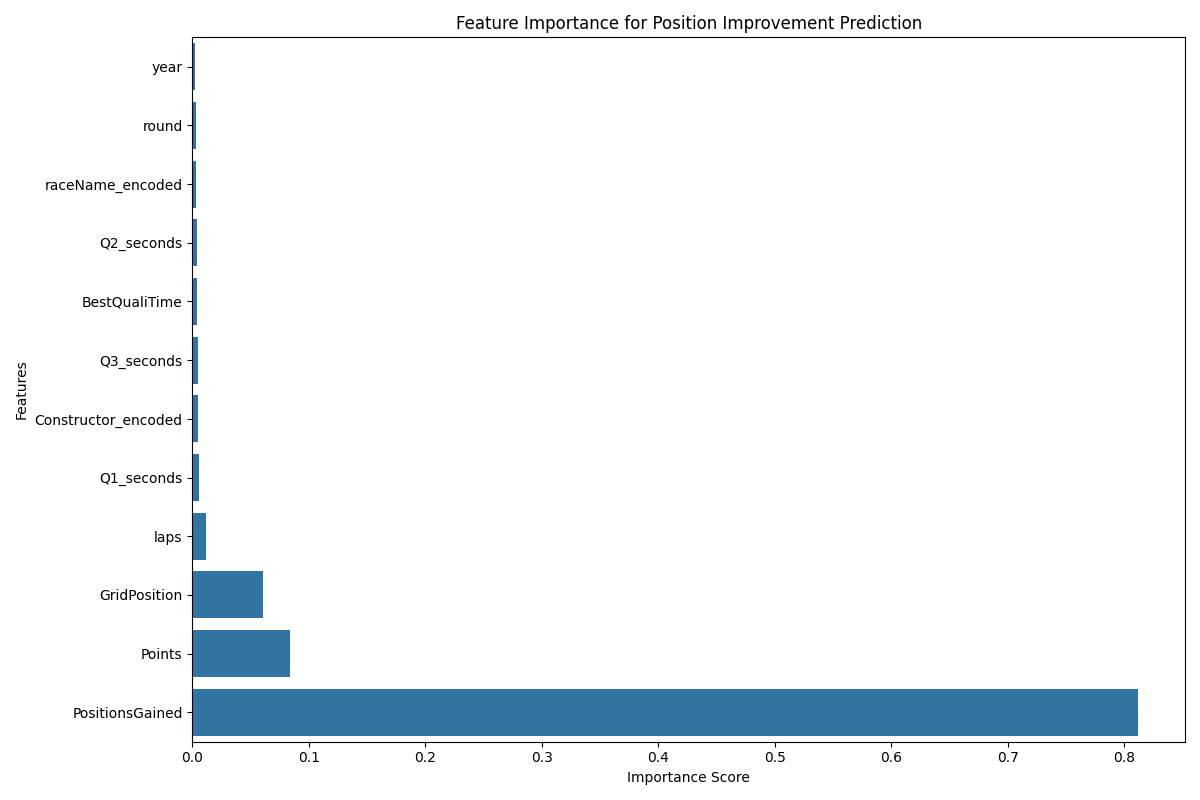 Feature Importance for Position Improvement Prediction
year
round
raceName_encoded
Q2_seconds
BestQualiTime
Q3_seconds
Constructor_encoded
Q1_seconds
laps
GridPosition
Points
PositionsGained
Features
0.0 0.1 0.2 0.3 0.4 0.5 0.6 0.7 0.8
Importance Score